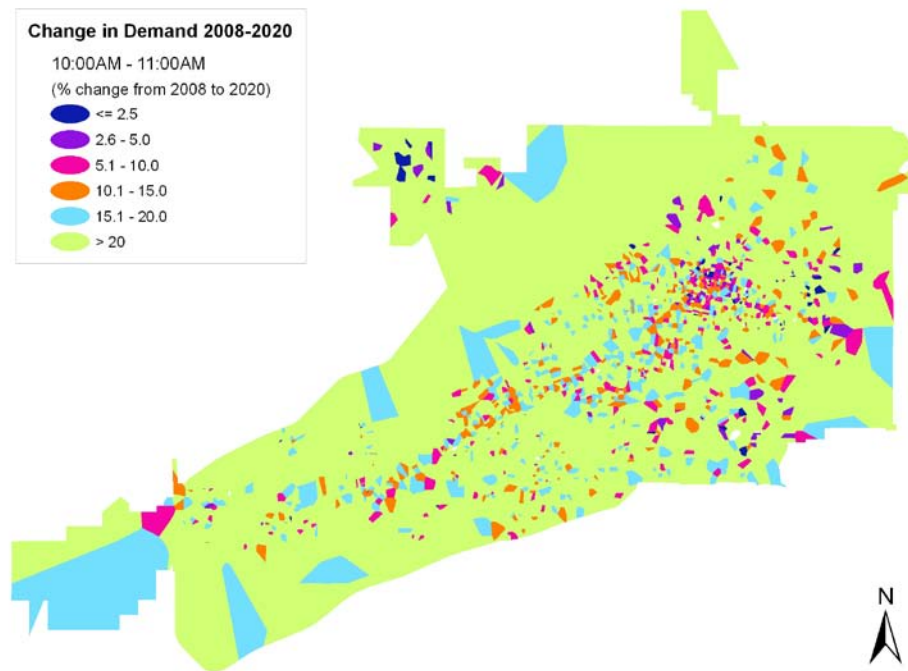 Change in Demand 2008-2020
10:00AM - 11:00AM
(% change from 2008 to 2020)
<= 2.5
2.6 - 5.0
5.1 - 10.0
10.1 - 15.0
15.1 - 20.0
> 20
N